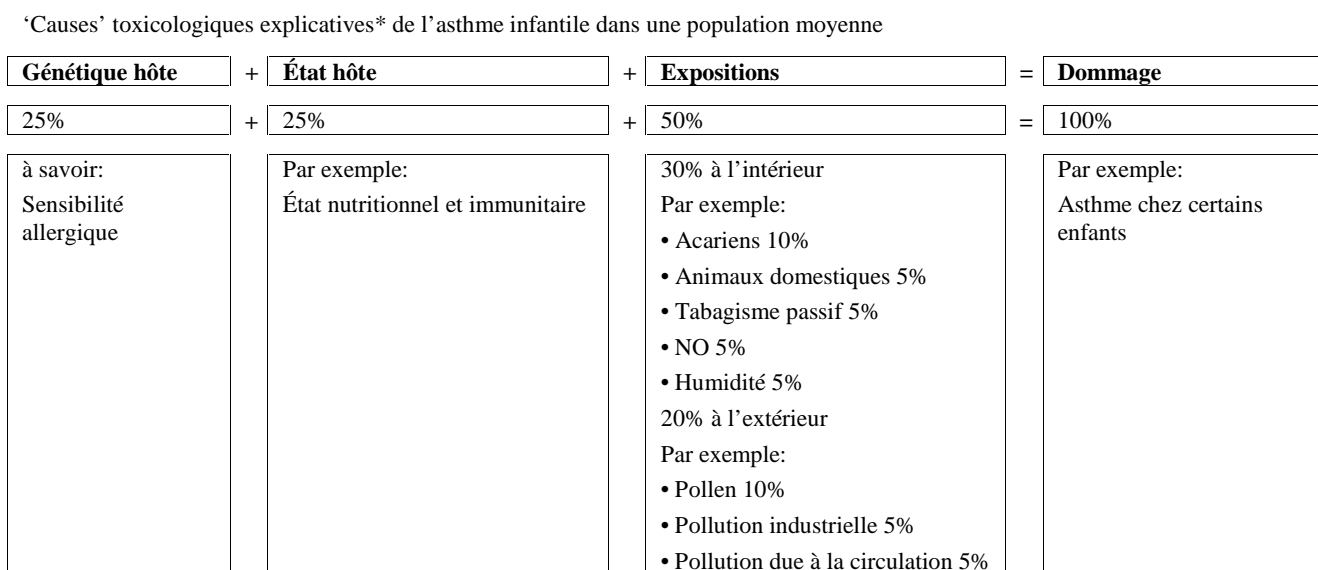 ‘Causes’ toxicologiques explicatives* de l’asthme infantile dans une population moyenne
Génétique hôte + État hôte + Expositions = Dommage
25% + 25% + 50% = 100%
à savoir:
Sensibilité
allergique
Par exemple:
État nutritionnel et immunitaire
30% à l’intérieur
Par exemple:
• Acariens 10%
• Animaux domestiques 5%
• Tabagisme passif 5%
• NO 5%
• Humidité 5%
20% à l’extérieur
Par exemple:
• Pollen 10%
• Pollution industrielle 5%
• Pollution due à la circulation 5%
Par exemple:
Asthme chez certains
enfants